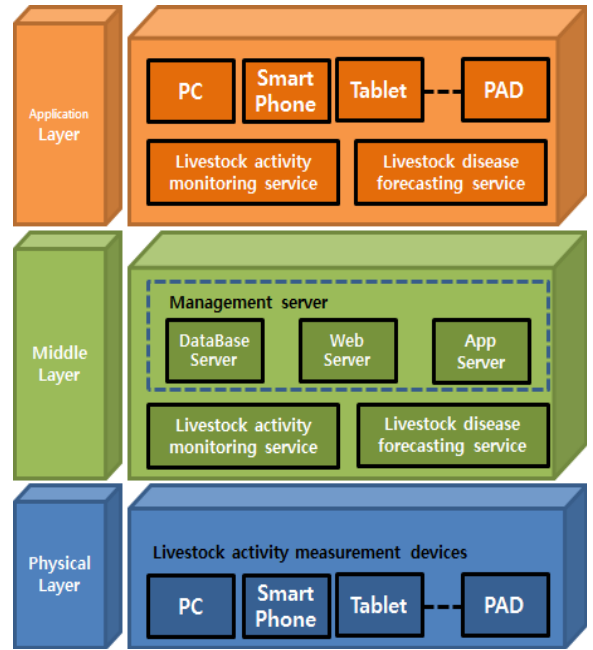 Application
Layer
PC
Smart
Phone
Tablet
PAD
Livestock activity
monitoring service
Livestock disease
forecasting service
Middle
Layer
Management server
DataBase
Server
Web
Server
App
Server
Livestock activity
monitoring service
Livestock disease
forecasting service
Physical
Layer
Livestock activity measurement devices
PC
Smart
Phone
Tablet
PAD